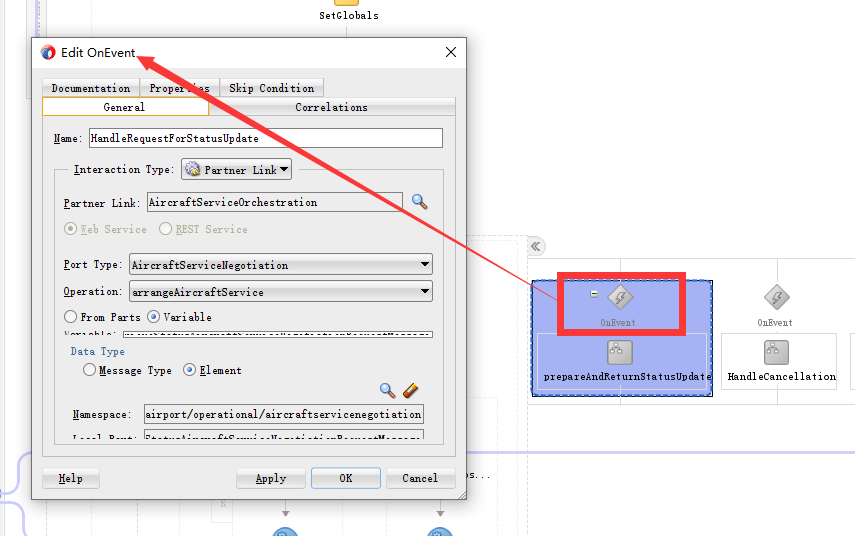 SetGlobals
Edit OnEvent
Documentation Properties Skip Condition
General Correlations
Name: HandleRequestForStatusUpdate
Interaction Type: Partner Link
Partner Link: AircraftServiceOrchestration
Web Service REST Service
Port Type: AircraftServiceNegotiation
Operation: arrangeAircraftService
From Parts Variable
Variable:
Data Type
Message Type Element
Namespace: airport/operational/aircraftservicenegotiation
Local Part: StatusAircraftServiceNegotiationRequestMessage
Help Apply OK Cancel
OnEvent
prepareAndReturnStatusUpdate
OnEvent
HandleCancellation
os...